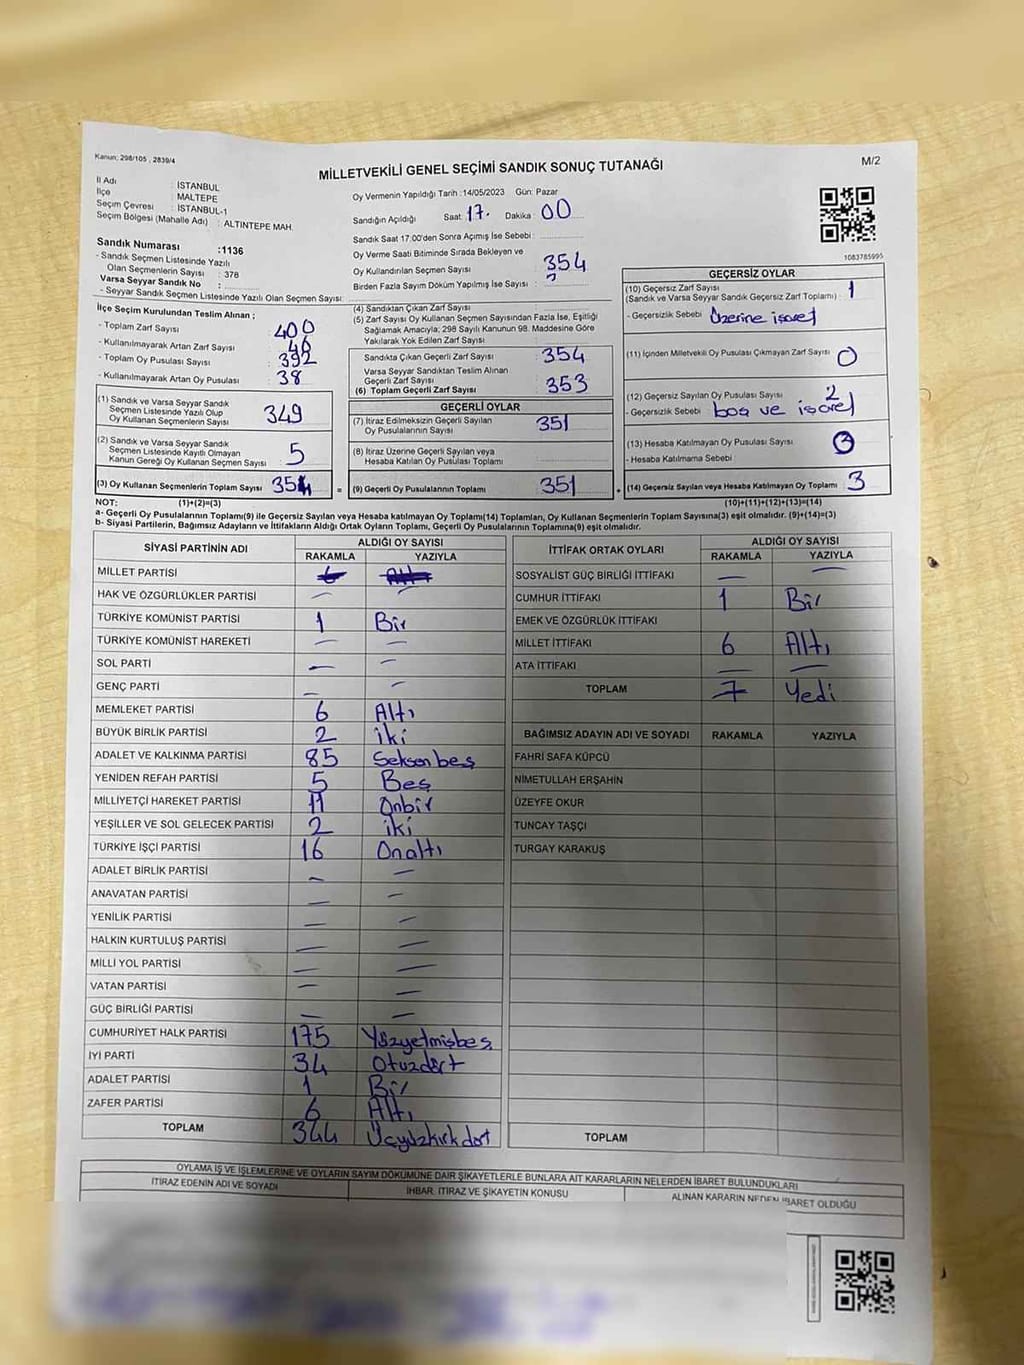 Kanun; 298/105 , 2839/4
MİLLETVEKİLİ GENEL SEÇİMİ SANDIK SONUÇ TUTANAĞI
M/2
İl Adı : İSTANBUL
İlçe : MALTEPE
Seçim Çevresi : İSTANBUL-1
Seçim Bölgesi (Mahalle Adı) : ALTINTEPE MAH.
Oy Vermenin Yapıldığı Tarih :14/05/2023 Gün: Pazar
Sandığın Açıldığı Saat 17. Dakika 00
Sandık Saat 17:00'den Sonra Açımış İse Sebebi :
Oy Verme Saati Bitiminde Sırada Bekleyen ve
Oy Kullandırılan Seçmen Sayısı 354
Birden Fazla Sayım Döküm Yapılmış İse Sayısı :
1083785995
Sandık Numarası :1136
- Sandık Seçmen Listesinde Yazılı
Olan Seçmenlerin Sayısı : 378
Varsa Seyyar Sandık No :
- Seyyar Sandık Seçmen Listesinde Yazılı Olan Seçmen Sayısı:
İlçe Seçim Kurulundan Teslim Alınan ;
- Toplam Zarf Sayısı 400
- Kullanılmayarak Artan Zarf Sayısı 46
- Toplam Oy Pusulası Sayısı 392
- Kullanılmayarak Artan Oy Pusulası 38
(1) Sandık ve Varsa Seyyar Sandık
Seçmen Listesinde Yazılı Olup
Oy Kullanan Seçmenlerin Sayısı 349
(2) Sandık ve Varsa Seyyar Sandık
Seçmen Listesinde Kayıtlı Olmayan
Kanun Gereği Oy Kullanan Seçmen Sayısı 5
(3) Oy Kullanan Seçmenlerin Toplam Sayısı 354 =
(4) Sandıktan Çıkan Zarf Sayısı
(5) Zarf Sayısı Oy Kullanan Seçmen Sayısından Fazla İse, Eşitliği
Sağlamak Amacıyla; 298 Sayılı Kanunun 98. Maddesine Göre
Yakılarak Yok Edilen Zarf Sayısı
Sandıkta Çıkan Geçerli Zarf Sayısı 354
Varsa Seyyar Sandıktan Teslim Alınan
Geçerli Zarf Sayısı
(6) Toplam Geçerli Zarf Sayısı 353
GEÇERLİ OYLAR
(7) İtiraz Edilmeksizin Geçerli Sayılan
Oy Pusulalarının Sayısı 351
(8) İtiraz Üzerine Geçerli Sayılan veya
Hesaba Katılan Oy Pusulası Toplamı
(9) Geçerli Oy Pusulalarının Toplamı 351 +
GEÇERSİZ OYLAR
(10) Geçersiz Zarf Sayısı 1
(Sandık ve Varsa Seyyar Sandık Geçersiz Zarf Toplamı)
- Geçersizlik Sebebi Üzerine işaret
(11) İçinden Milletvekili Oy Pusulası Çıkmayan Zarf Sayısı 0
(12) Geçersiz Sayılan Oy Pusulası Sayısı 2
- Geçersizlik Sebebi boş ve işaret
(13) Hesaba Katılmayan Oy Pusulası Sayısı
- Hesaba Katılmama Sebebi
(14) Geçersiz Sayılan veya Hesaba Katılmayan Oy Toplamı 3
NOT: (1)+(2)=(3) (10)+(11)+(12)+(13)=(14)
a- Geçerli Oy Pusulalarının Toplamı(9) ile Geçersiz Sayılan veya Hesaba Katılmayan Oy Toplamı(14) Toplamları, Oy Kullanan Seçmenlerin Toplam Sayısına(3) eşit olmalıdır. (9)+(14)=(3)
b- Siyasi Partilerin, Bağımsız Adayların ve İttifakların Aldığı Ortak Oyların Toplamı, Geçerli Oy Pusulalarının Toplamına(9) eşit olmalıdır.
SİYASİ PARTİNİN ADI ALDIĞI OY SAYISI
RAKAMLA YAZIYLA
MİLLET PARTİSİ
HAK VE ÖZGÜRLÜKLER PARTİSİ —
TÜRKİYE KOMÜNİST PARTİSİ 1 Bir
TÜRKİYE KOMÜNİST HAREKETİ — —
SOL PARTİ — —
GENÇ PARTİ — —
MEMLEKET PARTİSİ 6 Altı
BÜYÜK BİRLİK PARTİSİ 2 iki
ADALET VE KALKINMA PARTİSİ 85 Seksen beş
YENİDEN REFAH PARTİSİ 5 Beş
MİLLİYETÇİ HAREKET PARTİSİ 11 Onbir
YEŞİLLER VE SOL GELECEK PARTİSİ 2 iki
TÜRKİYE İŞÇİ PARTİSİ 16 Onaltı
ADALET BİRLİK PARTİSİ — —
ANAVATAN PARTİSİ — —
YENİLİK PARTİSİ — —
HALKIN KURTULUŞ PARTİSİ — —
MİLLİ YOL PARTİSİ — —
VATAN PARTİSİ — —
GÜÇ BİRLİĞİ PARTİSİ — —
CUMHURİYET HALK PARTİSİ 175 Yüzyetmişbeş
İYİ PARTİ 34 Otuzdört
ADALET PARTİSİ 1 Bir
ZAFER PARTİSİ 6 Altı
TOPLAM 344 Üçyüzkırkdört
İTTİFAK ORTAK OYLARI ALDIĞI OY SAYISI
RAKAMLA YAZIYLA
SOSYALİST GÜÇ BİRLİĞİ İTTİFAKI — —
CUMHUR İTTİFAKI 1 Bir
EMEK VE ÖZGÜRLÜK İTTİFAKI
MİLLET İTTİFAKI 6 Altı
ATA İTTİFAKI — —
TOPLAM 7 Yedi
BAĞIMSIZ ADAYIN ADI VE SOYADI RAKAMLA YAZIYLA
FAHRİ SAFA KÜPCÜ
NİMETULLAH ERŞAHİN
ÜZEYFE OKUR
TUNCAY TAŞÇI
TURGAY KARAKUŞ
TOPLAM
OYLAMA İŞ VE İŞLEMLERİNE VE OYLARIN SAYIM DÖKÜMÜNE DAİR ŞİKAYETLERLE BUNLARA AİT KARARLARIN NELERDEN İBARET BULUNDUKLARI
İTİRAZ EDENİN ADI VE SOYADI İHBAR, İTİRAZ VE ŞİKAYETİN KONUSU ALINAN KARARIN NEDEN İBARET OLDUĞU